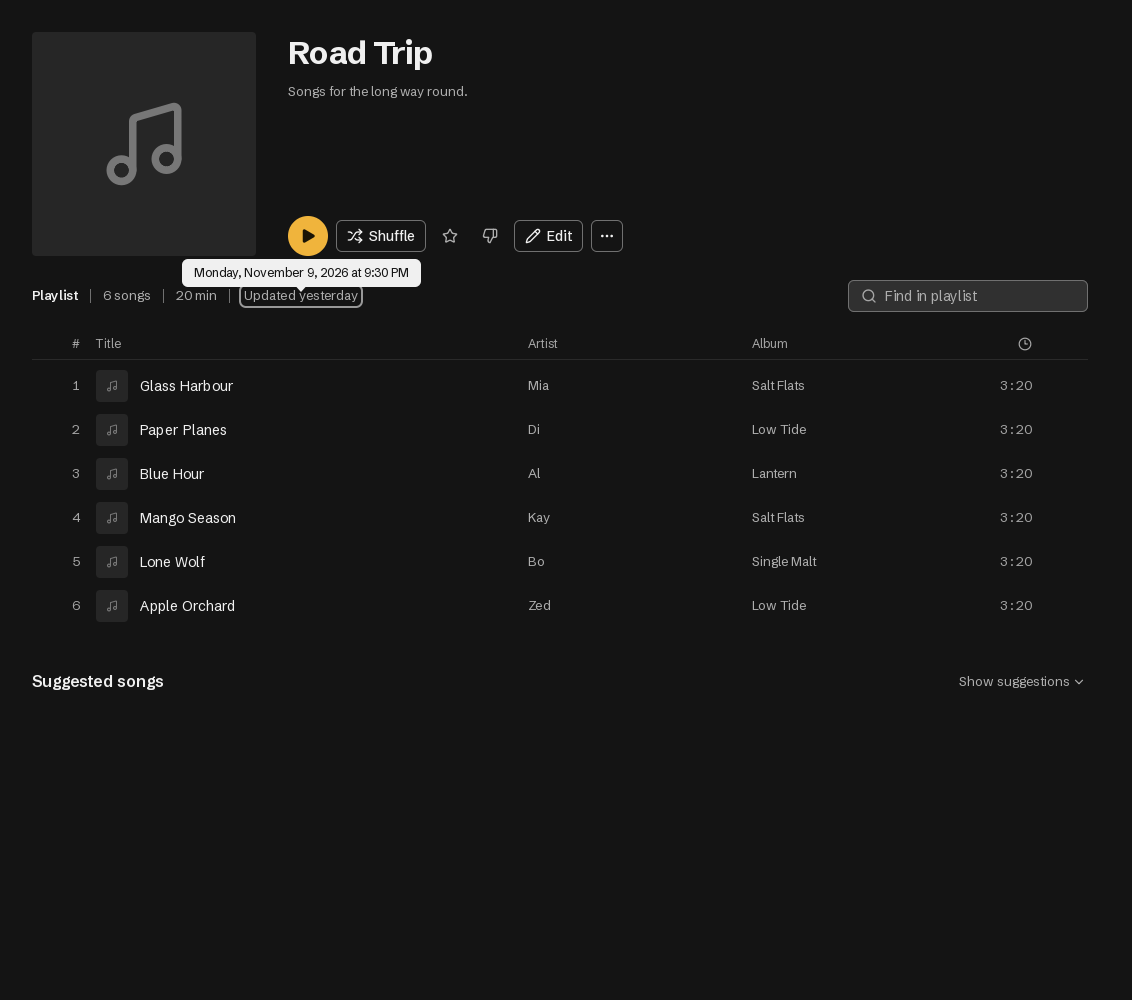 Road Trip
Songs for the long way round.
Shuffle Edit
Monday, November 9, 2026 at 9:30 PM
Playlist 6 songs 20 min Updated yesterday Find in playlist
# Title Artist Album
1 Glass Harbour Mia Salt Flats 3:20
2 Paper Planes Di Low Tide 3:20
3 Blue Hour Al Lantern 3:20
4 Mango Season Kay Salt Flats 3:20
5 Lone Wolf Bo Single Malt 3:20
6 Apple Orchard Zed Low Tide 3:20
Suggested songs Show suggestions